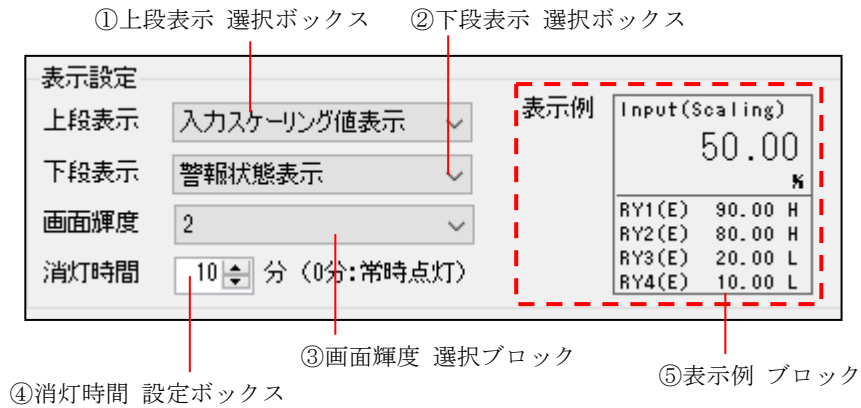 ①上段表示 選択ボックス
②下段表示 選択ボックス
表示設定
上段表示 入力スケーリング値表示
下段表示 警報状態表示
画面輝度 2
消灯時間 10 分 (0分:常時点灯)
表示例
Input(Scaling)
50.00
%
RY1(E) 90.00 H
RY2(E) 80.00 H
RY3(E) 20.00 L
RY4(E) 10.00 L
③画面輝度 選択ブロック
⑤表示例 ブロック
④消灯時間 設定ボックス